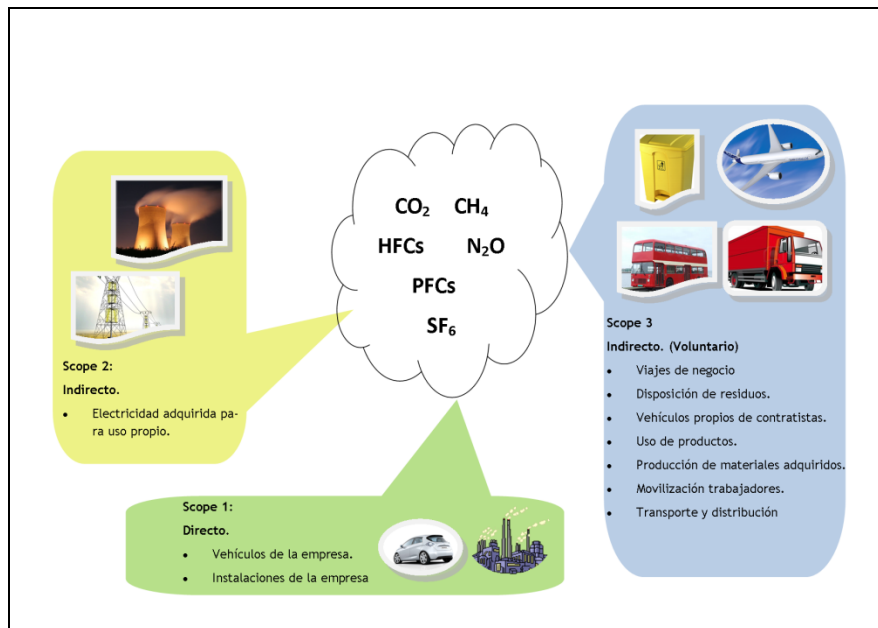 CO₂ CH₄
HFCs N₂O
PFCs
SF₆
Scope 2:
Indirecto.
• Electricidad adquirida pa-
ra uso propio.
Scope 1:
Directo.
• Vehículos de la empresa.
• Instalaciones de la empresa
Scope 3
Indirecto. (Voluntario)
• Viajes de negocio
• Disposición de residuos.
• Vehículos propios de contratistas.
• Uso de productos.
• Producción de materiales adquiridos.
• Movilización trabajadores.
• Transporte y distribución